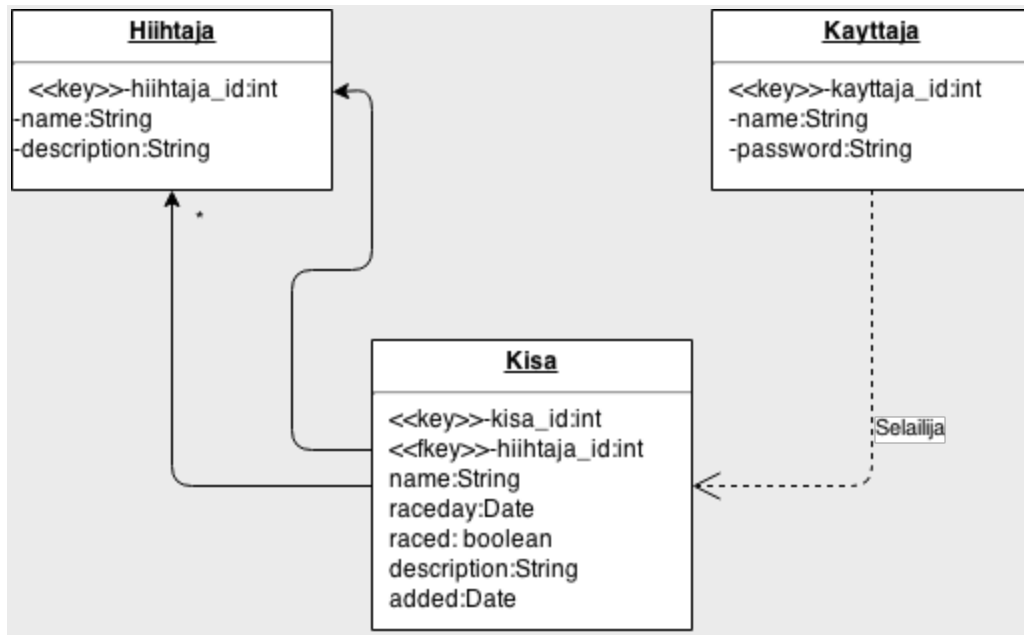 Hiihtaja
<<key>>-hiihtaja_id:int
-name:String
-description:String
*
Kayttaja
<<key>>-kayttaja_id:int
-name:String
-password:String
Selailija
Kisa
<<key>>-kisa_id:int
<<fkey>>-hiihtaja_id:int
name:String
raceday:Date
raced: boolean
description:String
added:Date